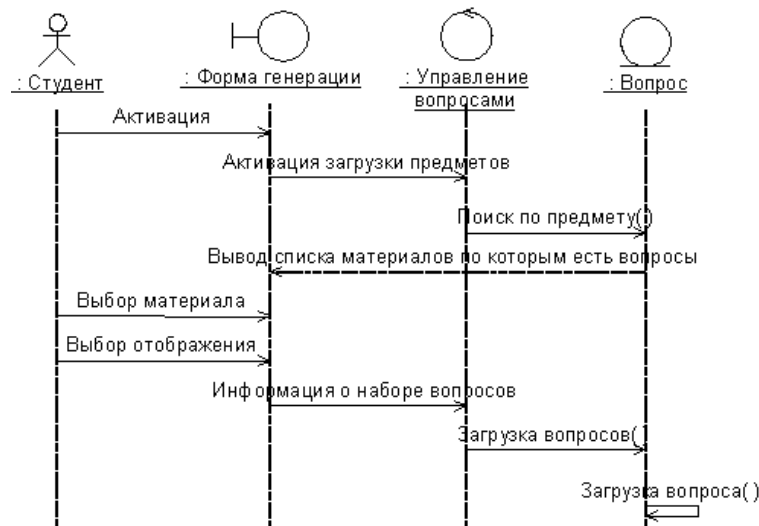 : Студент
: Форма генерации
: Управление
вопросами
: Вопрос
Активация
Активация загрузки предметов
Поиск по предмету( )
Вывод списка материалов по которым есть вопросы
Выбор материала
Выбор отображения
Информация о наборе вопросов
Загрузка вопросов( )
Загрузка вопроса( )